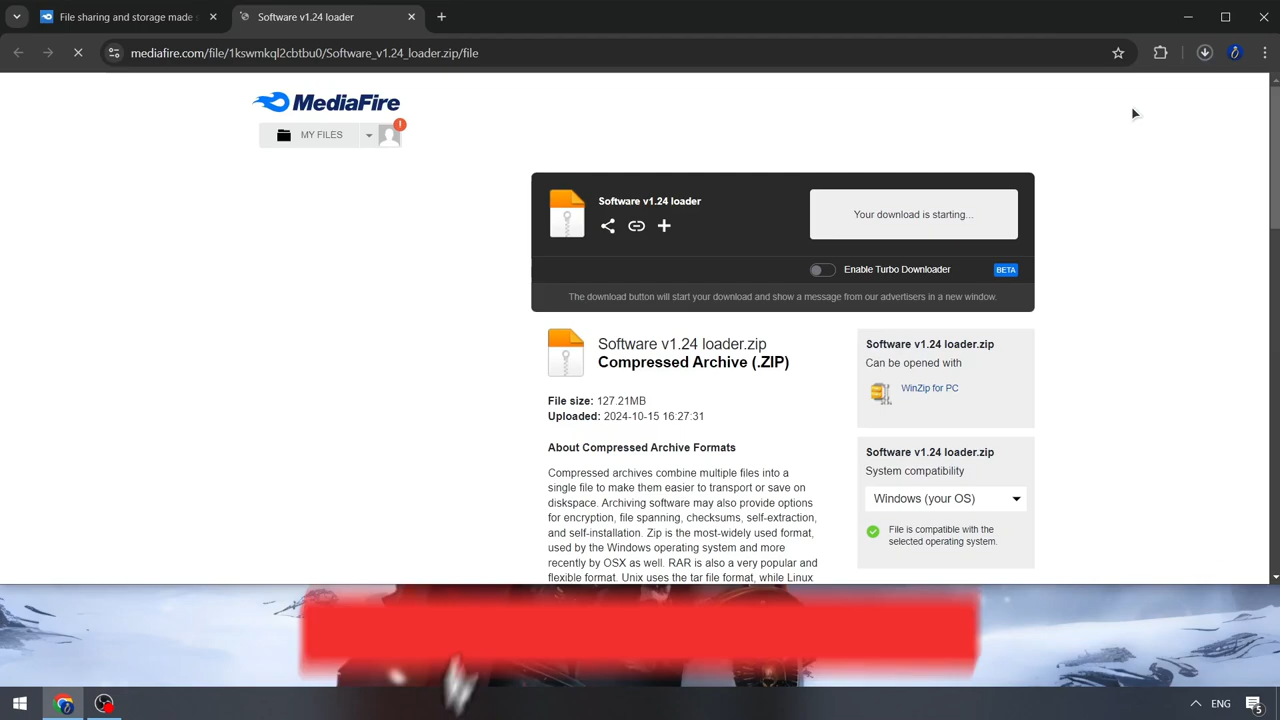 File sharing and storage made
Software v1.24 loader
mediafire.com/file/1kswmkql2cbtbu0/Software_v1.24_loader.zip/file
MediaFire
MY FILES
!
Software v1.24 loader
Your download is starting...
Enable Turbo Downloader
BETA
The download button will start your download and show a message from our advertisers in a new window.
Software v1.24 loader.zip
Compressed Archive (.ZIP)
File size: 127.21MB
Uploaded: 2024-10-15 16:27:31
About Compressed Archive Formats
Compressed archives combine multiple files into a
single file to make them easier to transport or save on
diskspace. Archiving software may also provide options
for encryption, file spanning, checksums, self-extraction,
and self-installation. Zip is the most-widely used format,
used by the Windows operating system and more
recently by OSX as well. RAR is also a very popular and
flexible format. Unix uses the tar file format, while Linux
Software v1.24 loader.zip
Can be opened with
WinZip for PC
Software v1.24 loader.zip
System compatibility
Windows (your OS)
File is compatible with the
selected operating system.
ENG
5